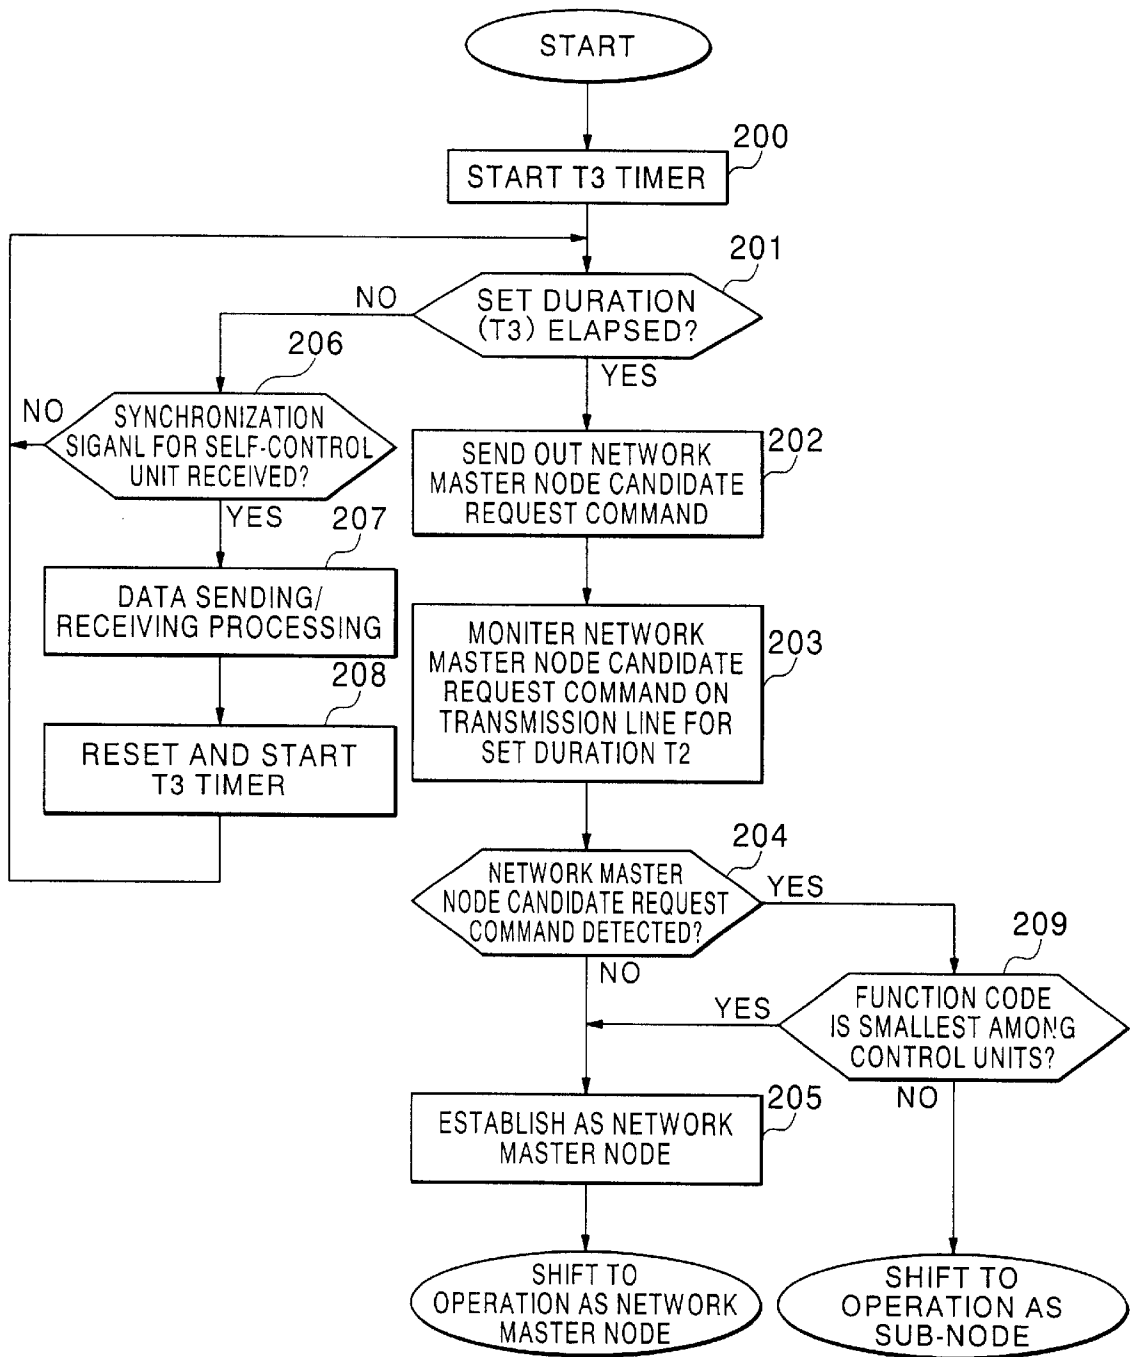 START
200
START T3 TIMER
201
SET DURATION
(T3) ELAPSED?
NO
YES
206
SYNCHRONIZATION
SIGANL FOR SELF-CONTROL
UNIT RECEIVED?
NO
YES
202
SEND OUT NETWORK
MASTER NODE CANDIDATE
REQUEST COMMAND
207
DATA SENDING/
RECEIVING PROCESSING
203
MONITER NETWORK
MASTER NODE CANDIDATE
REQUEST COMMAND ON
TRANSMISSION LINE FOR
SET DURATION T2
208
RESET AND START
T3 TIMER
204
NETWORK MASTER
NODE CANDIDATE REQUEST
COMMAND DETECTED?
YES
NO
209
FUNCTION CODE
IS SMALLEST AMONG
CONTROL UNITS?
YES
NO
205
ESTABLISH AS NETWORK
MASTER NODE
SHIFT TO
OPERATION AS NETWORK
MASTER NODE
SHIFT TO
OPERATION AS
SUB-NODE